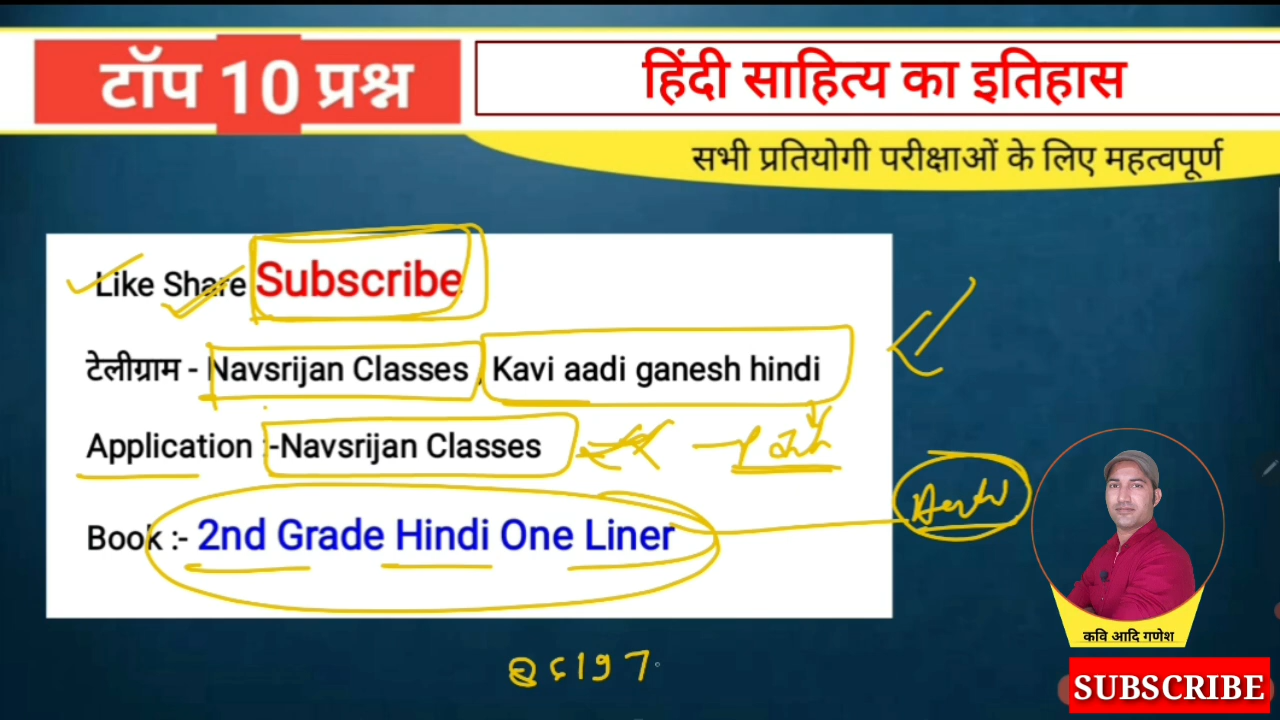 टॉप 10 प्रश्न
हिंदी साहित्य का इतिहास
सभी प्रतियोगी परीक्षाओं के लिए महत्वपूर्ण
Like Share Subscribe
टेलीग्राम - Navsrijan Classes , Kavi aadi ganesh hindi
Application :-Navsrijan Classes
Book :- 2nd Grade Hindi One Liner
कवि आदि गणेश
SUBSCRIBE